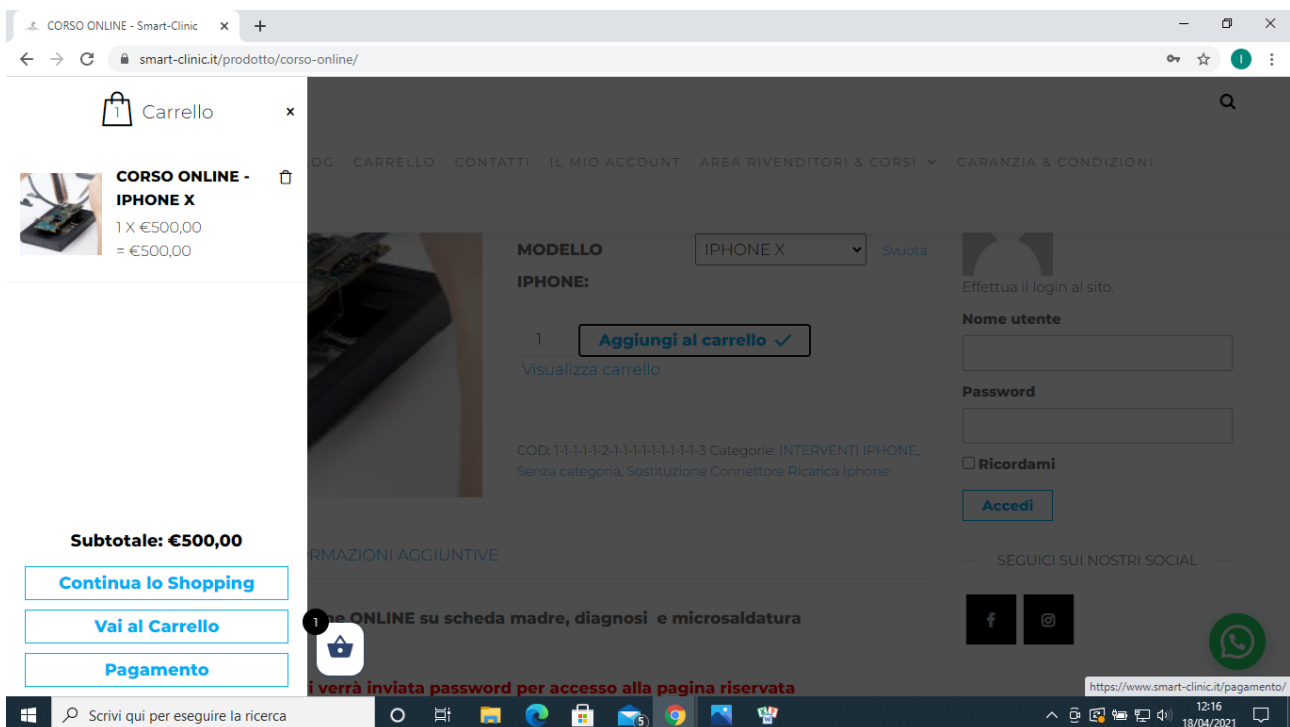 CORSO ONLINE - Smart-Clinic
smart-clinic.it/prodotto/corso-online/
I
1 Carrello ×
OG CARRELLO CONTATTI IL MIO ACCOUNT AREA RIVENDITORI & CORSI GARANZIA & CONDIZIONI
CORSO ONLINE -
IPHONE X
1 X €500,00
= €500,00
MODELLO
IPHONE:
IPHONE X
Svuota
1
Aggiungi al carrello
Visualizza carrello
COD: 1-1-1-1-1-2-1-1-1-1-1-1-1-1-1-3 Categorie: INTERVENTI IPHONE,
Senza categoria, Sostituzione Connettore Ricarica Iphone
Effettua il login al sito.
Nome utente
Password
Ricordami
Accedi
SEGUICI SUI NOSTRI SOCIAL
Subtotale: €500,00
Continua lo Shopping
Vai al Carrello
Pagamento
1
RMAZIONI AGGIUNTIVE
ne ONLINE su scheda madre, diagnosi e microsaldatura
i verrà inviata password per accesso alla pagina riservata
https://www.smart-clinic.it/pagamento/
Scrivi qui per eseguire la ricerca
5
12:16
18/04/2021